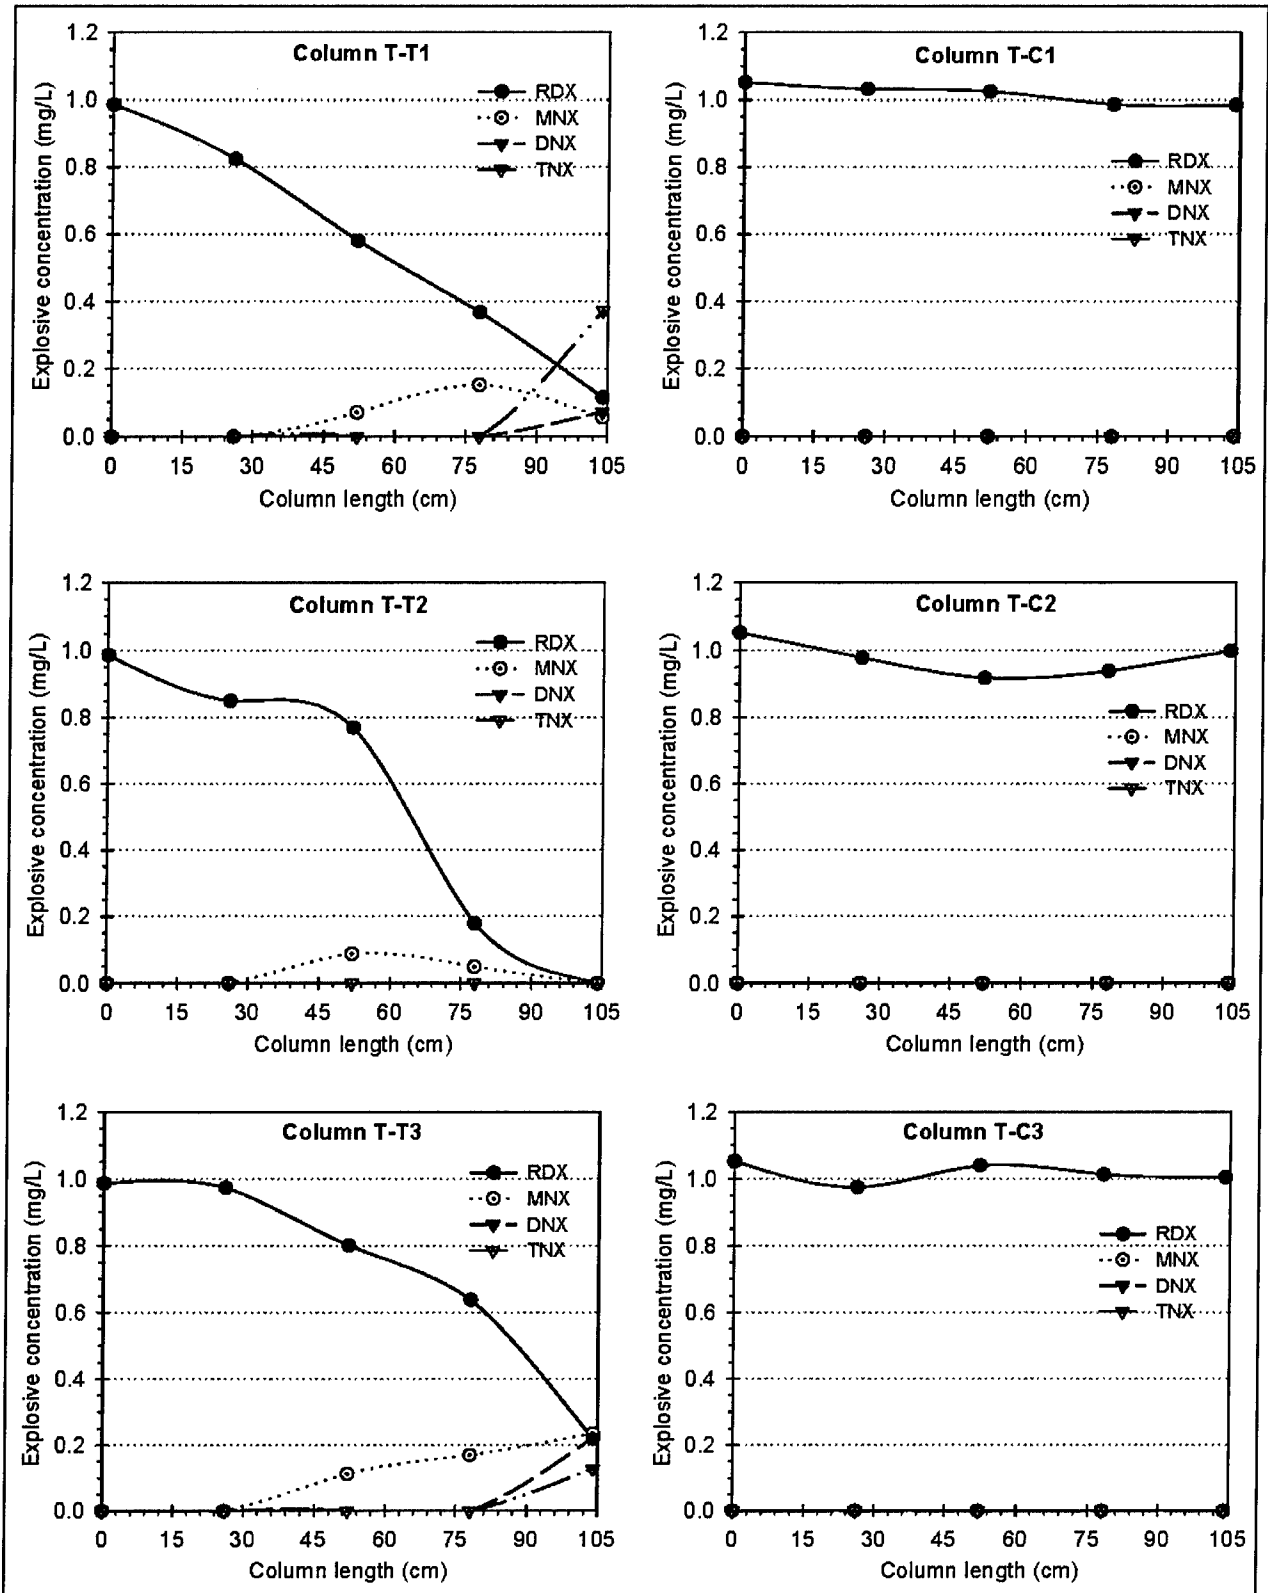 Column T-T1
RDX
MNX
DNX
TNX
Explosive concentration (mg/L)
1.2
1.0
0.8
0.6
0.4
0.2
0.0
0 15 30 45 60 75 90 105
Column length (cm)
Column T-C1
RDX
MNX
DNX
TNX
Explosive concentration (mg/L)
1.2
1.0
0.8
0.6
0.4
0.2
0.0
0 15 30 45 60 75 90 105
Column length (cm)
Column T-T2
RDX
MNX
DNX
TNX
Explosive concentration (mg/L)
1.2
1.0
0.8
0.6
0.4
0.2
0.0
0 15 30 45 60 75 90 105
Column length (cm)
Column T-C2
RDX
MNX
DNX
TNX
Explosive concentration (mg/L)
1.2
1.0
0.8
0.6
0.4
0.2
0.0
0 15 30 45 60 75 90 105
Column length (cm)
Column T-T3
RDX
MNX
DNX
TNX
Explosive concentration (mg/L)
1.2
1.0
0.8
0.6
0.4
0.2
0.0
0 15 30 45 60 75 90 105
Column length (cm)
Column T-C3
RDX
MNX
DNX
TNX
Explosive concentration (mg/L)
1.2
1.0
0.8
0.6
0.4
0.2
0.0
0 15 30 45 60 75 90 105
Column length (cm)